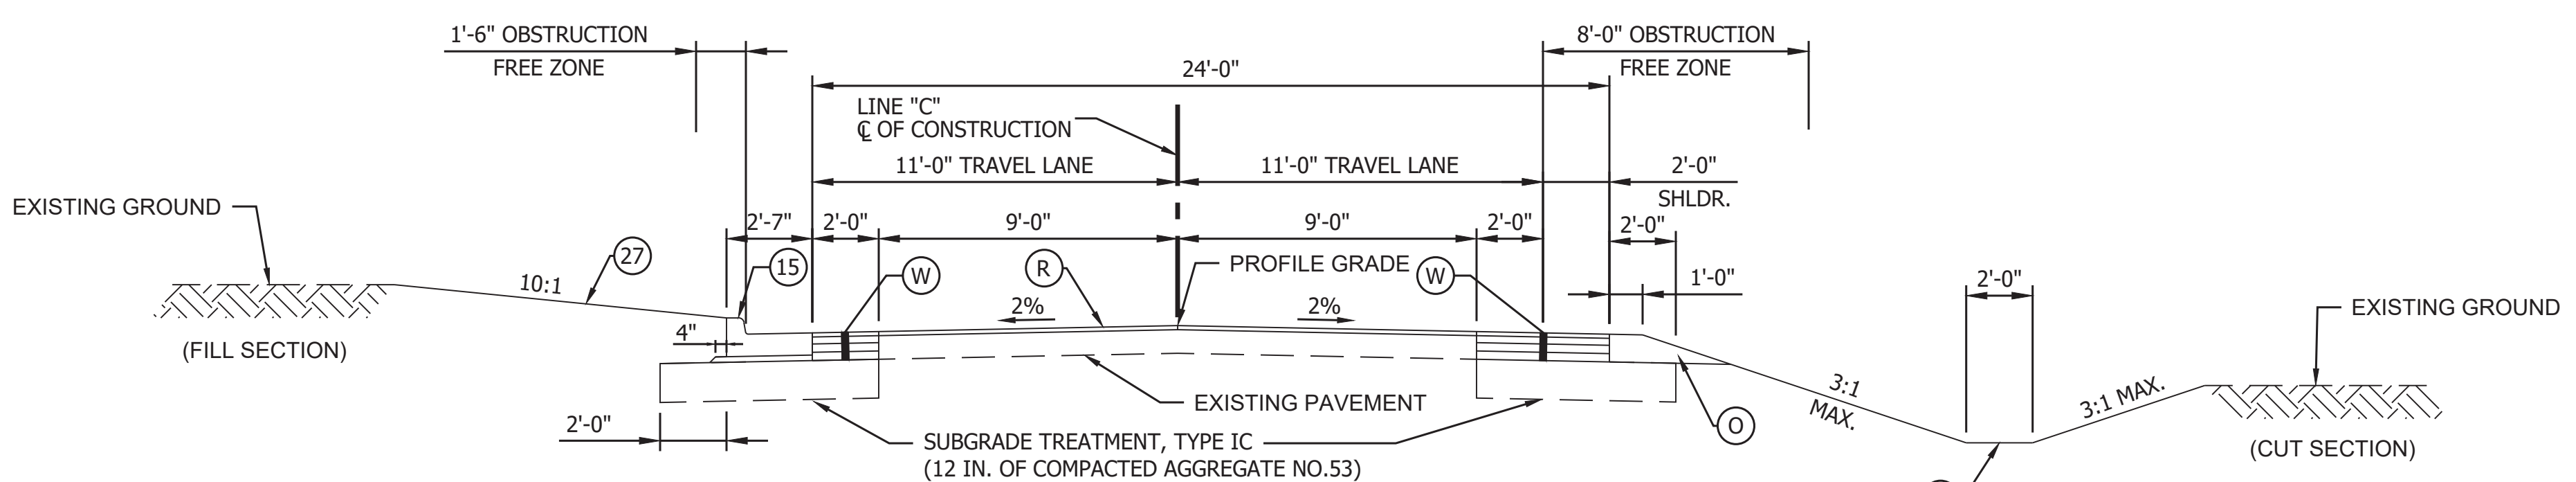 1'-6" OBSTRUCTION
FREE ZONE
8'-0" OBSTRUCTION
FREE ZONE
24'-0"
LINE "C"
℄ OF CONSTRUCTION
11'-0" TRAVEL LANE
11'-0" TRAVEL LANE
2'-0"
SHLDR.
EXISTING GROUND
2'-7"
2'-0"
9'-0"
9'-0"
2'-0"
2'-0"
27
15
W
R
PROFILE GRADE
W
1'-0"
2'-0"
10:1
2%
2%
EXISTING GROUND
4"
(FILL SECTION)
3:1
MAX.
3:1 MAX.
EXISTING PAVEMENT
2'-0"
O
SUBGRADE TREATMENT, TYPE IC
(12 IN. OF COMPACTED AGGREGATE NO.53)
(CUT SECTION)